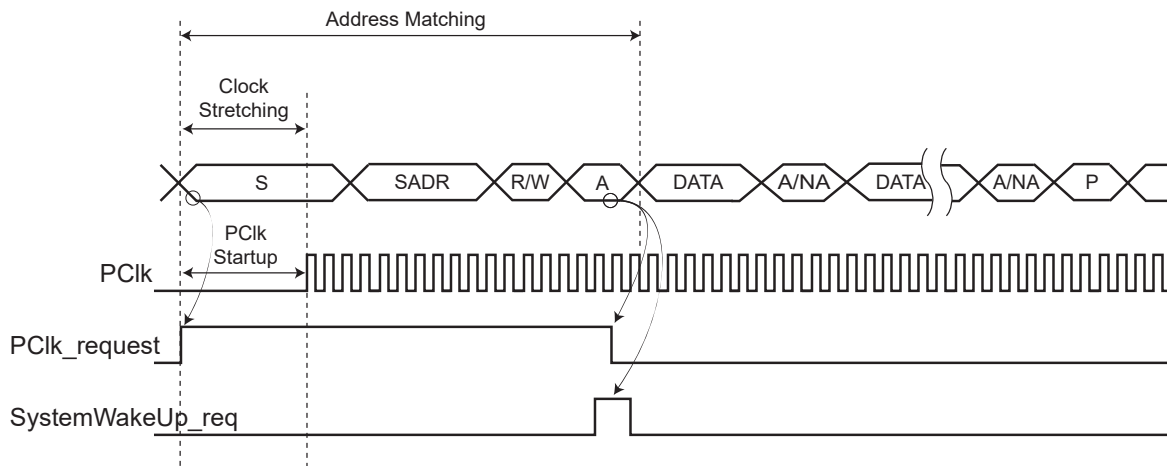 Address Matching
Clock
Stretching
S
SADR
R/W
A
DATA
A/NA
DATA
A/NA
P
PClk
Startup
PClk
PClk_request
SystemWakeUp_req